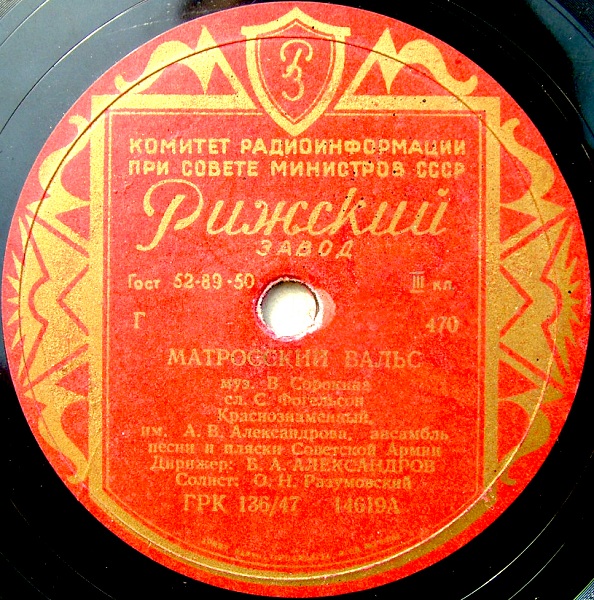 РЗ
КОМИТЕТ РАДИОИНФОРМАЦИИ
ПРИ СОВЕТЕ МИНИСТРОВ СССР
Рижский
ЗАВОД
Гост 52-89-50 III кл.
Г 470
МАТРОССКИЙ ВАЛЬС
муз. В Сорокина
сл. С. Фогельсон
Краснознаменный,
им. А. В. Александрова, ансамбль
песни и пляски Советской Армии
Дирижер: Б. А. АЛЕКСАНДРОВ
Солист: О. Н. Разумовский
ГРК 136/47 14619А